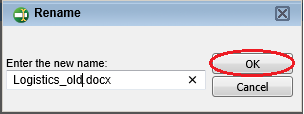 Rename
Enter the new name:
Logistics_old.docx
OK
Cancel